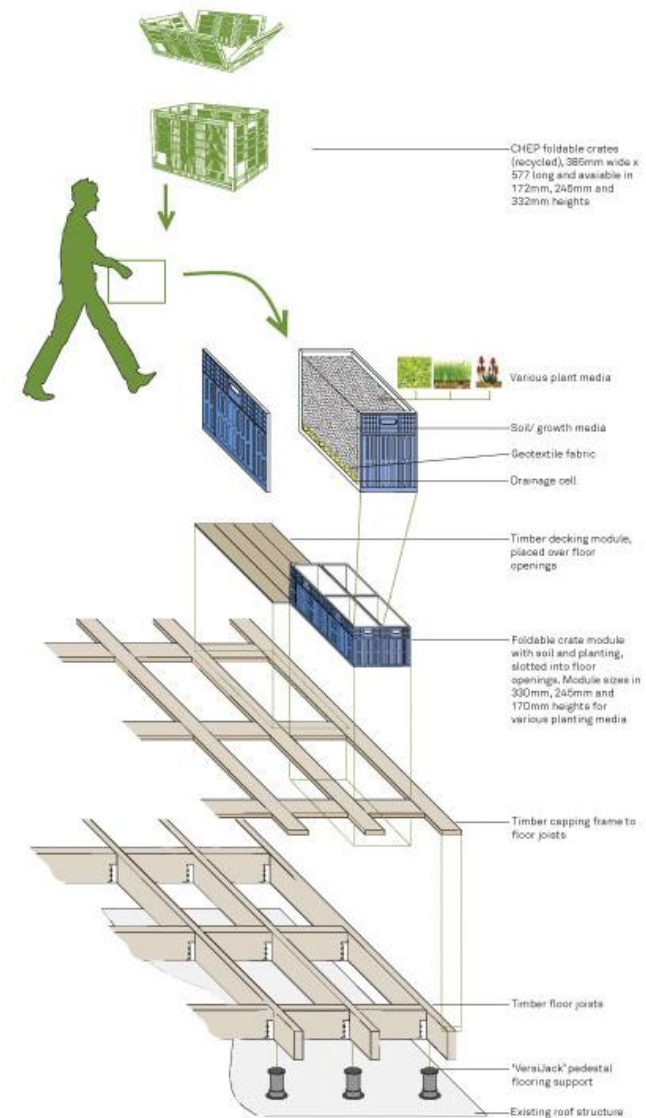 CHEP foldable crates
(recycled), 385mm wide x
577 long and avaiable in
172mm, 245mm and
332mm heights
Various plant media
Soil/ growth media
Geotextile fabric
Drainage cell
Timber decking module,
placed over floor
openings
Foldable crate module
with soil and planting,
slotted into floor
openings. Module sizes in
330mm, 245mm and
170mm heights for
various planting media
Timber capping frame to
floor joists
Timber floor joists
'VersiJack' pedestal
flooring support
Existing roof structure